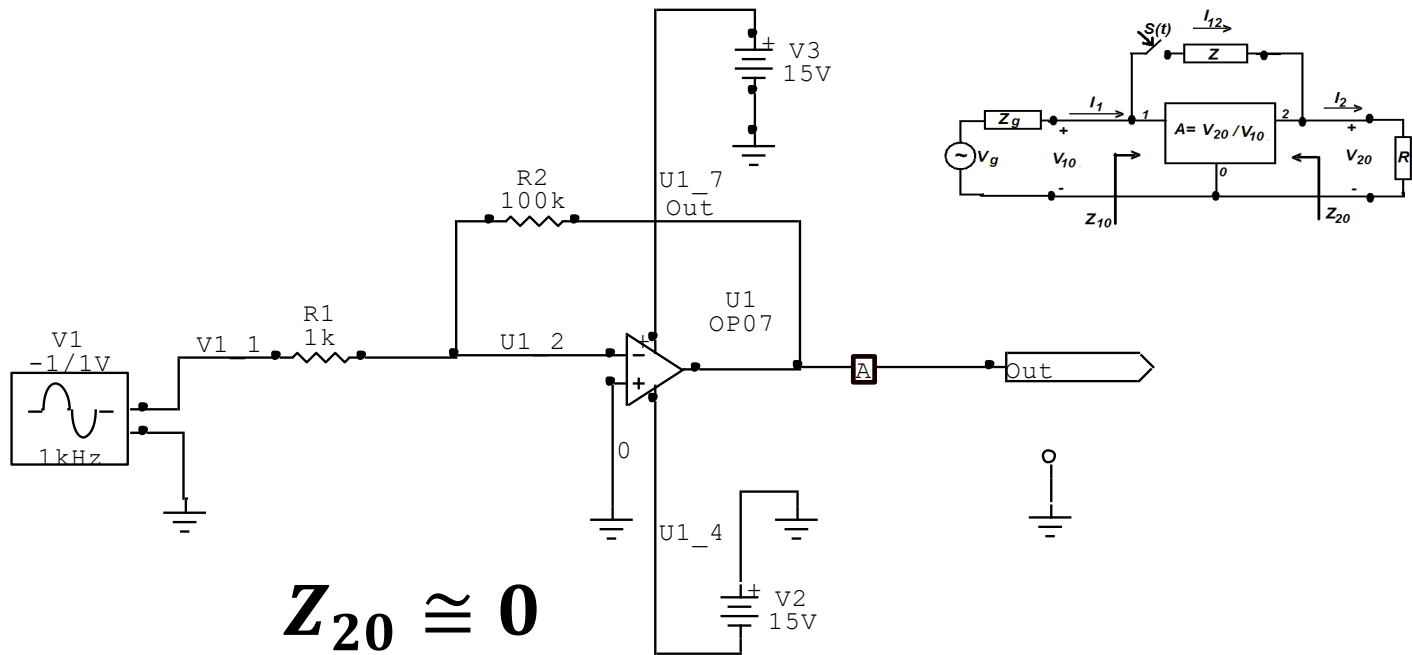 V3
15V
U1_7
Out
R2
100k
U1
OP07
R1
1k
V1_1
U1_2
V1
-1/1V
1kHz
A
Out
0
U1_4
V2
15V
Z₂₀ ≅ 0
S(t)
I₁₂
Z
I₁
I₂
Zg
1
2
A= V₂₀ / V₁₀
Vg
V₁₀
V₂₀
R
0
Z₁₀
Z₂₀